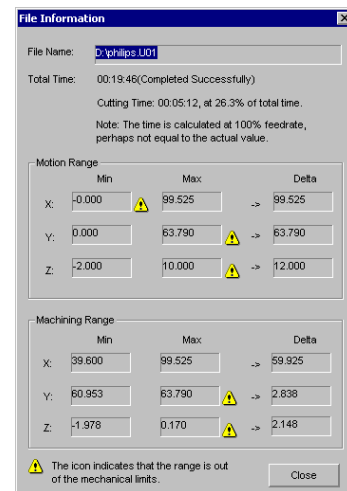 File Information
File Name: D:\philips.U01
Total Time: 00:19:46(Completed Successfully)
Cutting Time: 00:05:12, at 26.3% of total time.
Note: The time is calculated at 100% feedrate,
perhaps not equal to the actual value.
Motion Range
Min Max Delta
X: -0.000 99.525 -> 99.525
Y: 0.000 63.790 -> 63.790
Z: -2.000 10.000 -> 12.000
Machining Range
Min Max Delta
X: 39.600 99.525 -> 59.925
Y: 60.953 63.790 -> 2.838
Z: -1.978 0.170 -> 2.148
The icon indicates that the range is out
of the mechanical limits.
Close